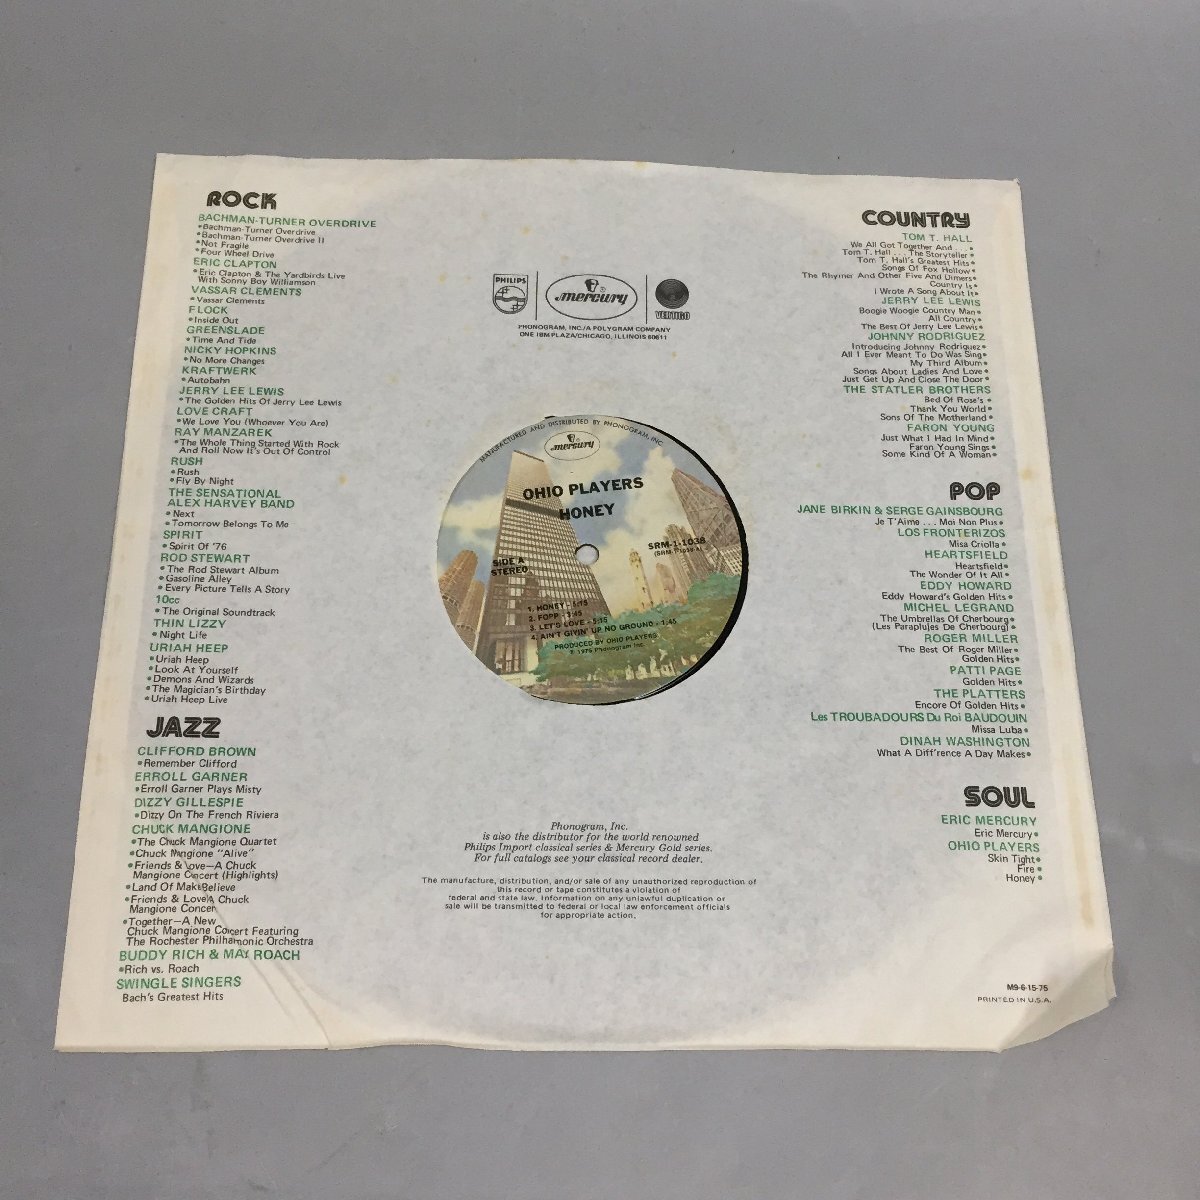 ROCK
BACHMAN-TURNER OVERDRIVE
•Bachman-Turner Overdrive
•Bachman-Turner Overdrive II
•Not Fragile
•Four Wheel Drive
ERIC CLAPTON
•Eric Clapton & The Yardbirds Live
With Sonny Boy Williamson
VASSAR CLEMENTS
•Vassar Clements
FLOCK
•Inside Out
GREENSLADE
•Time And Tide
NICKY HOPKINS
•No More Changes
KRAFTWERK
•Autobahn
JERRY LEE LEWIS
•The Golden Hits Of Jerry Lee Lewis
LOVE CRAFT
•We Love You (Whoever You Are)
RAY MANZAREK
•The Whole Thing Started With Rock
And Roll Now It's Out Of Control
RUSH
•Rush
•Fly By Night
THE SENSATIONAL
ALEX HARVEY BAND
•Next
•Tomorrow Belongs To Me
SPIRIT
•Spirit Of '76
ROD STEWART
•The Rod Stewart Album
•Gasoline Alley
•Every Picture Tells A Story
10cc
•The Original Soundtrack
THIN LIZZY
•Night Life
URIAH HEEP
•Uriah Heep
•Look At Yourself
•Demons And Wizards
•The Magician's Birthday
•Uriah Heep Live
JAZZ
CLIFFORD BROWN
•Remember Clifford
ERROLL GARNER
•Erroll Garner Plays Misty
DIZZY GILLESPIE
•Dizzy On The French Riviera
CHUCK MANGIONE
•The Chuck Mangione Quartet
•Chuck Mangione "Alive"
•Friends & Love—A Chuck
Mangione Concert (Highlights)
•Land Of Make Believe
•Friends & Love A Chuck
Mangione Concert
•Together—A New
Chuck Mangione Concert Featuring
The Rochester Philharmonic Orchestra
BUDDY RICH & MAX ROACH
•Rich vs. Roach
SWINGLE SINGERS
Bach's Greatest Hits
PHILIPS
mercury
VERTIGO
PHONOGRAM, INC./A POLYGRAM COMPANY
ONE IBM PLAZA/CHICAGO, ILLINOIS 60611
MANUFACTURED AND DISTRIBUTED BY PHONOGRAM, INC.
mercury
OHIO PLAYERS
HONEY
SRM-1-1038
(SRM-1-1038-A)
SIDE A
STEREO
1. HONEY - 1:15
2. FOPP - 3:45
3. LET'S LOVE - 5:15
4. AIN'T GIVIN' UP NO GROUND - 1:45
PRODUCED BY OHIO PLAYERS
℗ 1975 Phonogram Inc.
Phonogram, Inc.
is also the distributor for the world renowned
Philips Import classical series & Mercury Gold series.
For full catalogs see your classical record dealer.
The manufacture, distribution, and/or sale of any unauthorized reproduction of
this record or tape constitutes a violation of
federal and state law. Information on any unlawful duplication or
sale will be transmitted to federal or local law enforcement officials
for appropriate action.
COUNTRY
TOM T. HALL
We All Got Together And . . .•
Tom T. Hall . . . The Storyteller•
Tom T. Hall's Greatest Hits•
Songs Of Fox Hollow•
The Rhymer And Other Five And Dimers•
Country Is•
I Wrote A Song About It•
JERRY LEE LEWIS
Boogie Woogie Country Man•
All Country•
The Best Of Jerry Lee Lewis•
JOHNNY RODRIGUEZ
Introducing Johnny Rodriguez•
All I Ever Meant To Do Was Sing•
My Third Album•
Songs About Ladies And Love•
Just Get Up And Close The Door•
THE STATLER BROTHERS
Bed Of Rose's•
Thank You World•
Sons Of The Motherland•
FARON YOUNG
Just What I Had In Mind•
Faron Young Sings
Some Kind Of A Woman•
POP
JANE BIRKIN & SERGE GAINSBOURG
Je T'Aime . . . Moi Non Plus•
LOS FRONTERIZOS
Misa Criolla•
HEARTSFIELD
Heartsfield•
The Wonder Of It All•
EDDY HOWARD
Eddy Howard's Golden Hits•
MICHEL LEGRAND
The Umbrellas Of Cherbourg•
(Les Parapluies De Cherbourg)
ROGER MILLER
The Best Of Roger Miller•
Golden Hits•
PATTI PAGE
Golden Hits•
THE PLATTERS
Encore Of Golden Hits•
Les TROUBADOURS Du Roi BAUDOUIN
Missa Luba•
DINAH WASHINGTON
What A Diff'rence A Day Makes•
SOUL
ERIC MERCURY
Eric Mercury•
OHIO PLAYERS
Skin Tight•
Fire•
Honey•
M9-6-15-75
PRINTED IN U.S.A.